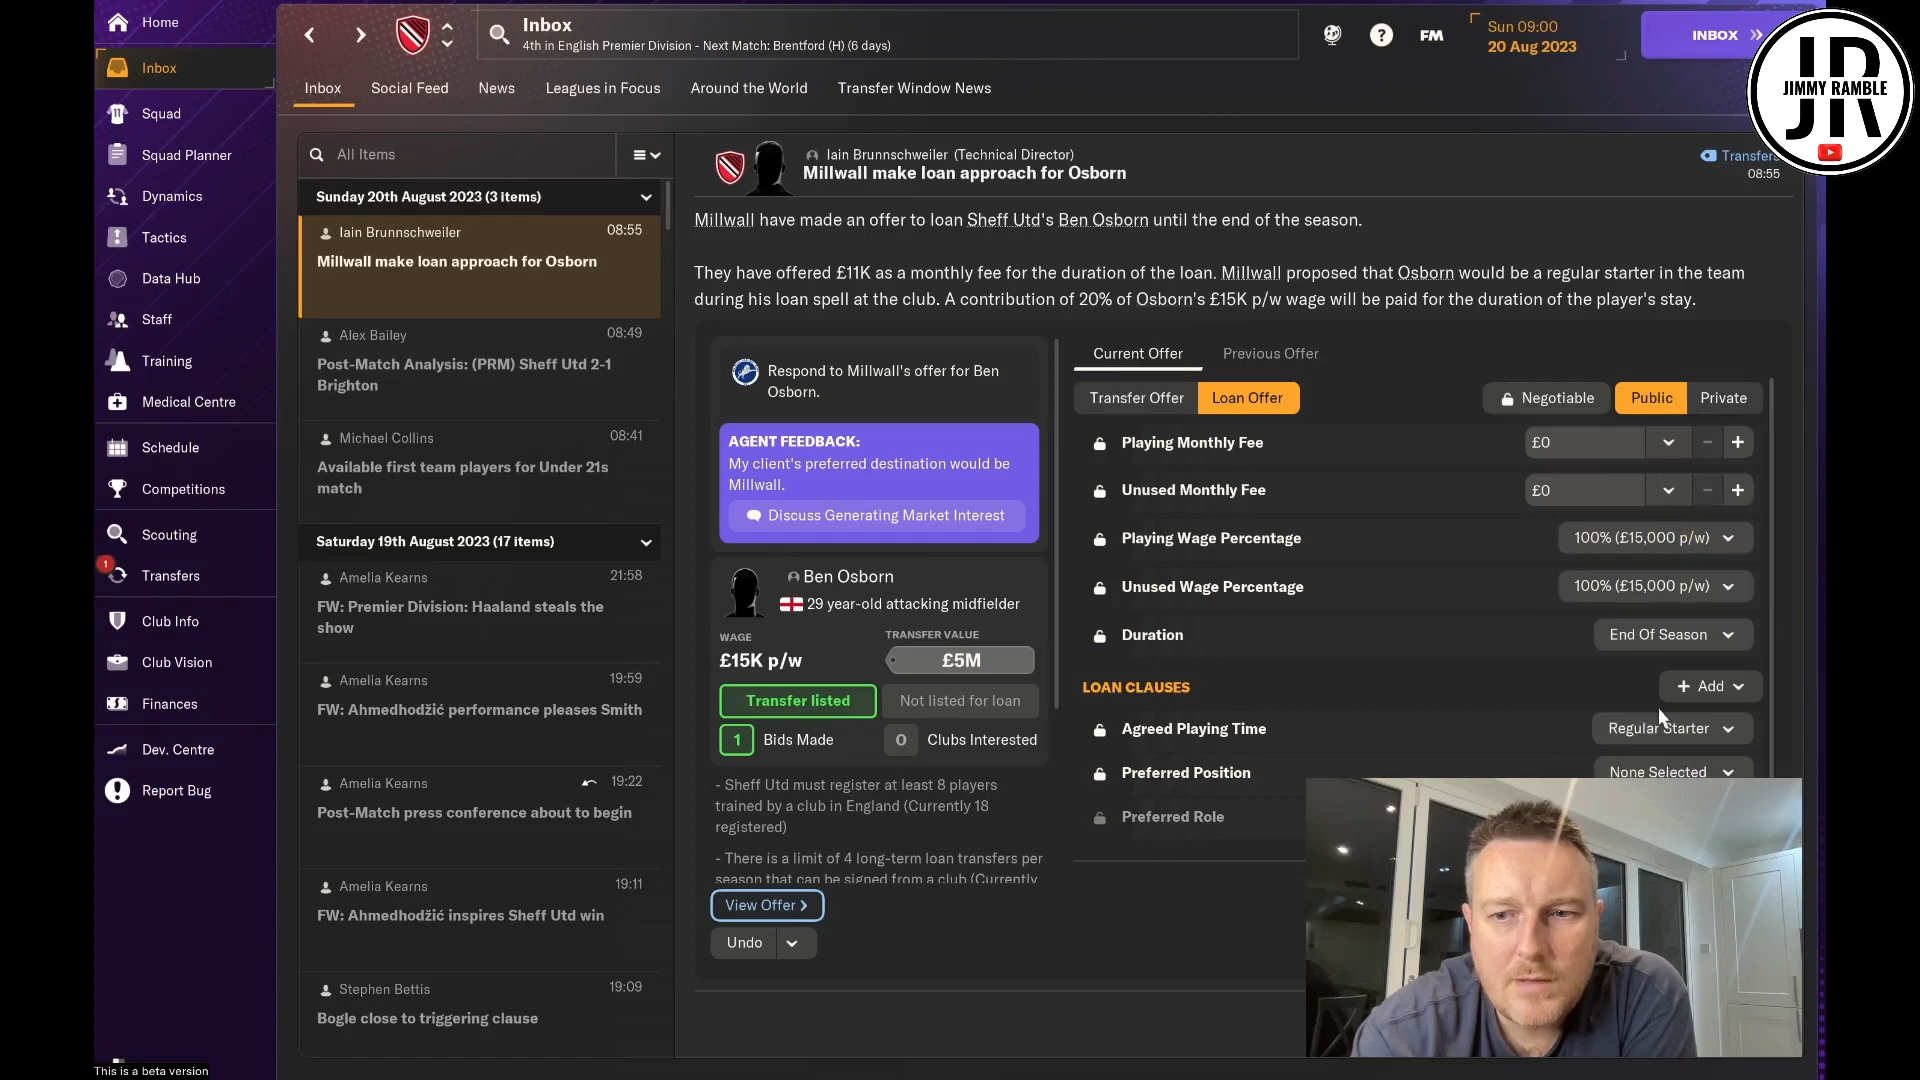 Home
Inbox
Squad
Squad Planner
Dynamics
Tactics
Data Hub
Staff
Training
Medical Centre
Schedule
Competitions
Scouting
1
Transfers
Club Info
Club Vision
Finances
Dev. Centre
Report Bug
This is a beta version
Inbox
4th in English Premier Division - Next Match: Brentford (H) (6 days)
?
FM
Sun 09:00
20 Aug 2023
INBOX
JR
JIMMY RAMBLE
Inbox
Social Feed
News
Leagues in Focus
Around the World
Transfer Window News
All Items
Sunday 20th August 2023 (3 items)
Iain Brunnschweiler
08:55
Millwall make loan approach for Osborn
Alex Bailey
08:49
Post-Match Analysis: (PRM) Sheff Utd 2-1
Brighton
Michael Collins
08:41
Available first team players for Under 21s
match
Saturday 19th August 2023 (17 items)
Amelia Kearns
21:58
FW: Premier Division: Haaland steals the
show
Amelia Kearns
19:59
FW: Ahmedhodžić performance pleases Smith
Amelia Kearns
19:22
Post-Match press conference about to begin
Amelia Kearns
19:11
FW: Ahmedhodžić inspires Sheff Utd win
Stephen Bettis
19:09
Bogle close to triggering clause
Iain Brunnschweiler (Technical Director)
Millwall make loan approach for Osborn
Transfers
08:55
Millwall have made an offer to loan Sheff Utd's Ben Osborn until the end of the season.
They have offered £11K as a monthly fee for the duration of the loan. Millwall proposed that Osborn would be a regular starter in the team
during his loan spell at the club. A contribution of 20% of Osborn's £15K p/w wage will be paid for the duration of the player's stay.
Respond to Millwall's offer for Ben
Osborn.
AGENT FEEDBACK:
My client's preferred destination would be
Millwall.
Discuss Generating Market Interest
Ben Osborn
29 year-old attacking midfielder
WAGE
TRANSFER VALUE
£15K p/w
£5M
Transfer listed
Not listed for loan
1 Bids Made
0 Clubs Interested
- Sheff Utd must register at least 8 players
trained by a club in England (Currently 18
registered)
- There is a limit of 4 long-term loan transfers per
season that can be signed from a club (Currently
View Offer
Undo
Current Offer
Previous Offer
Transfer Offer
Loan Offer
Negotiable
Public
Private
Playing Monthly Fee
£0
Unused Monthly Fee
£0
Playing Wage Percentage
100% (£15,000 p/w)
Unused Wage Percentage
100% (£15,000 p/w)
Duration
End Of Season
LOAN CLAUSES
+ Add
Agreed Playing Time
Regular Starter
Preferred Position
None Selected
Preferred Role